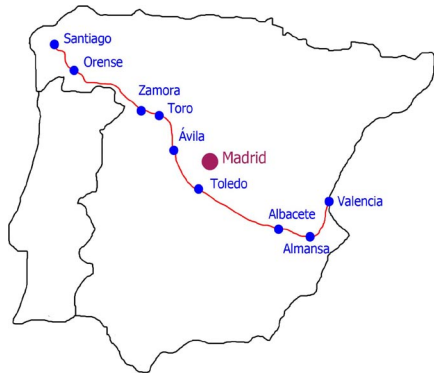 Santiago
Orense
Zamora
Toro
Ávila
Madrid
Toledo
Valencia
Albacete
Almansa